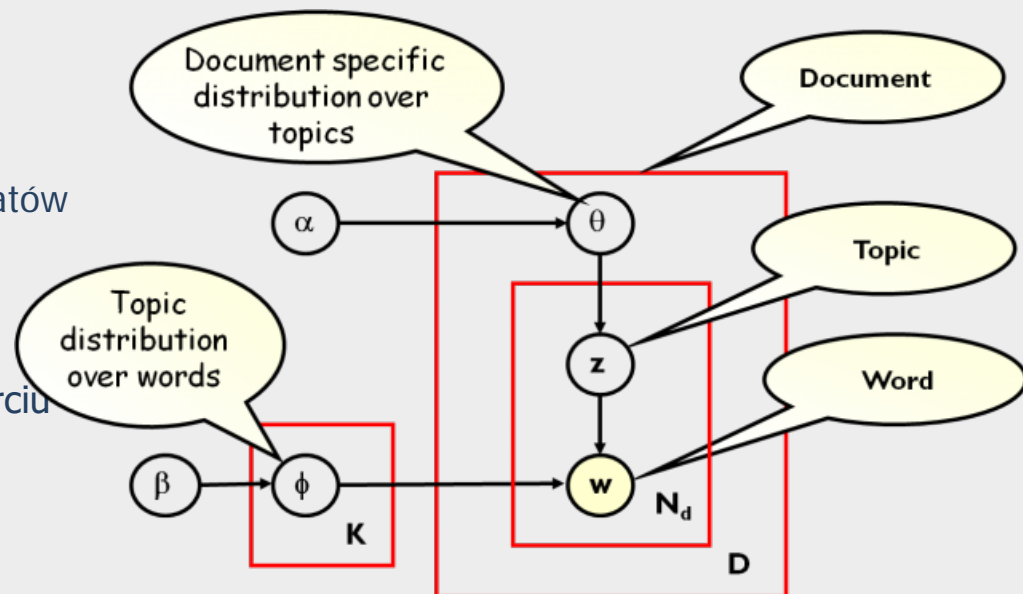 Document specific
distribution over
topics
Document
atów
α
θ
Topic
Topic
distribution
over words
z
Word
rciu
β
ϕ
w
N_d
K
D